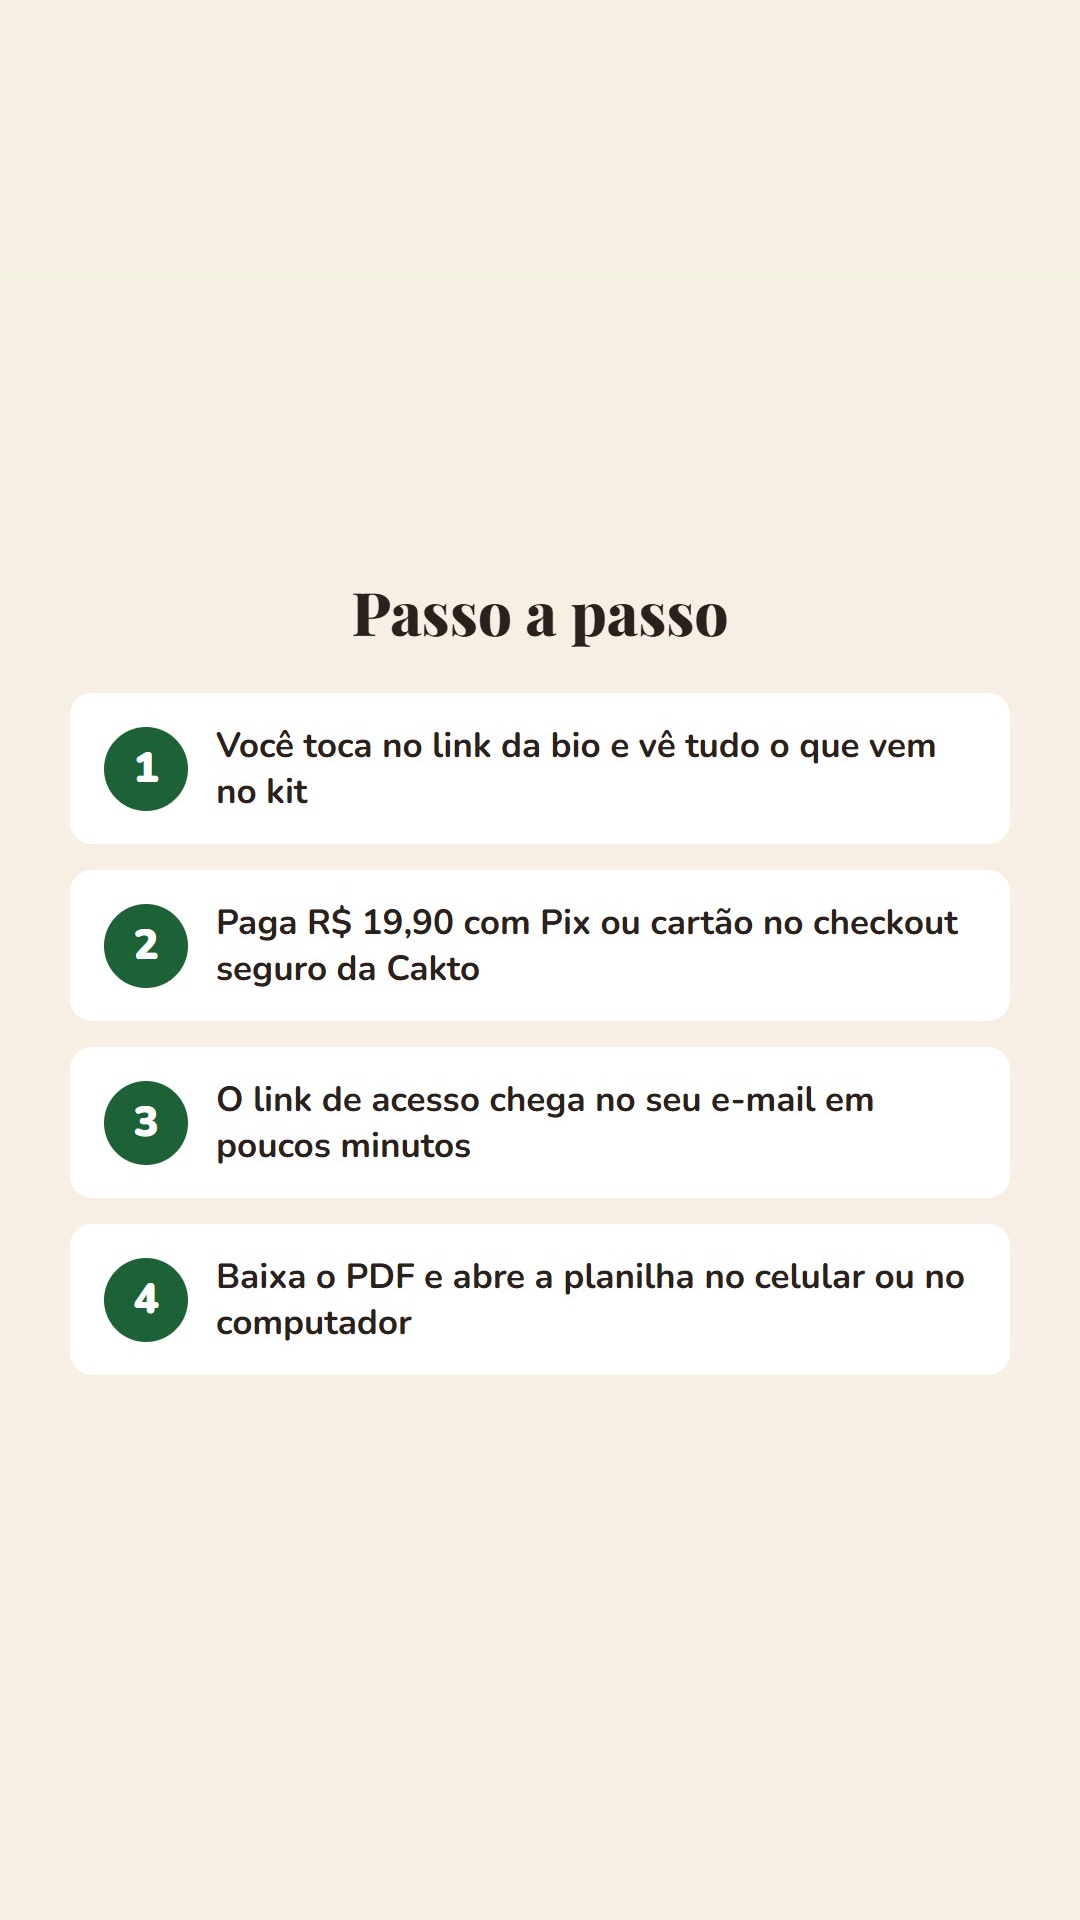 Passo a passo
1
Você toca no link da bio e vê tudo o que vem
no kit
2
Paga R$ 19,90 com Pix ou cartão no checkout
seguro da Cakto
3
O link de acesso chega no seu e-mail em
poucos minutos
4
Baixa o PDF e abre a planilha no celular ou no
computador